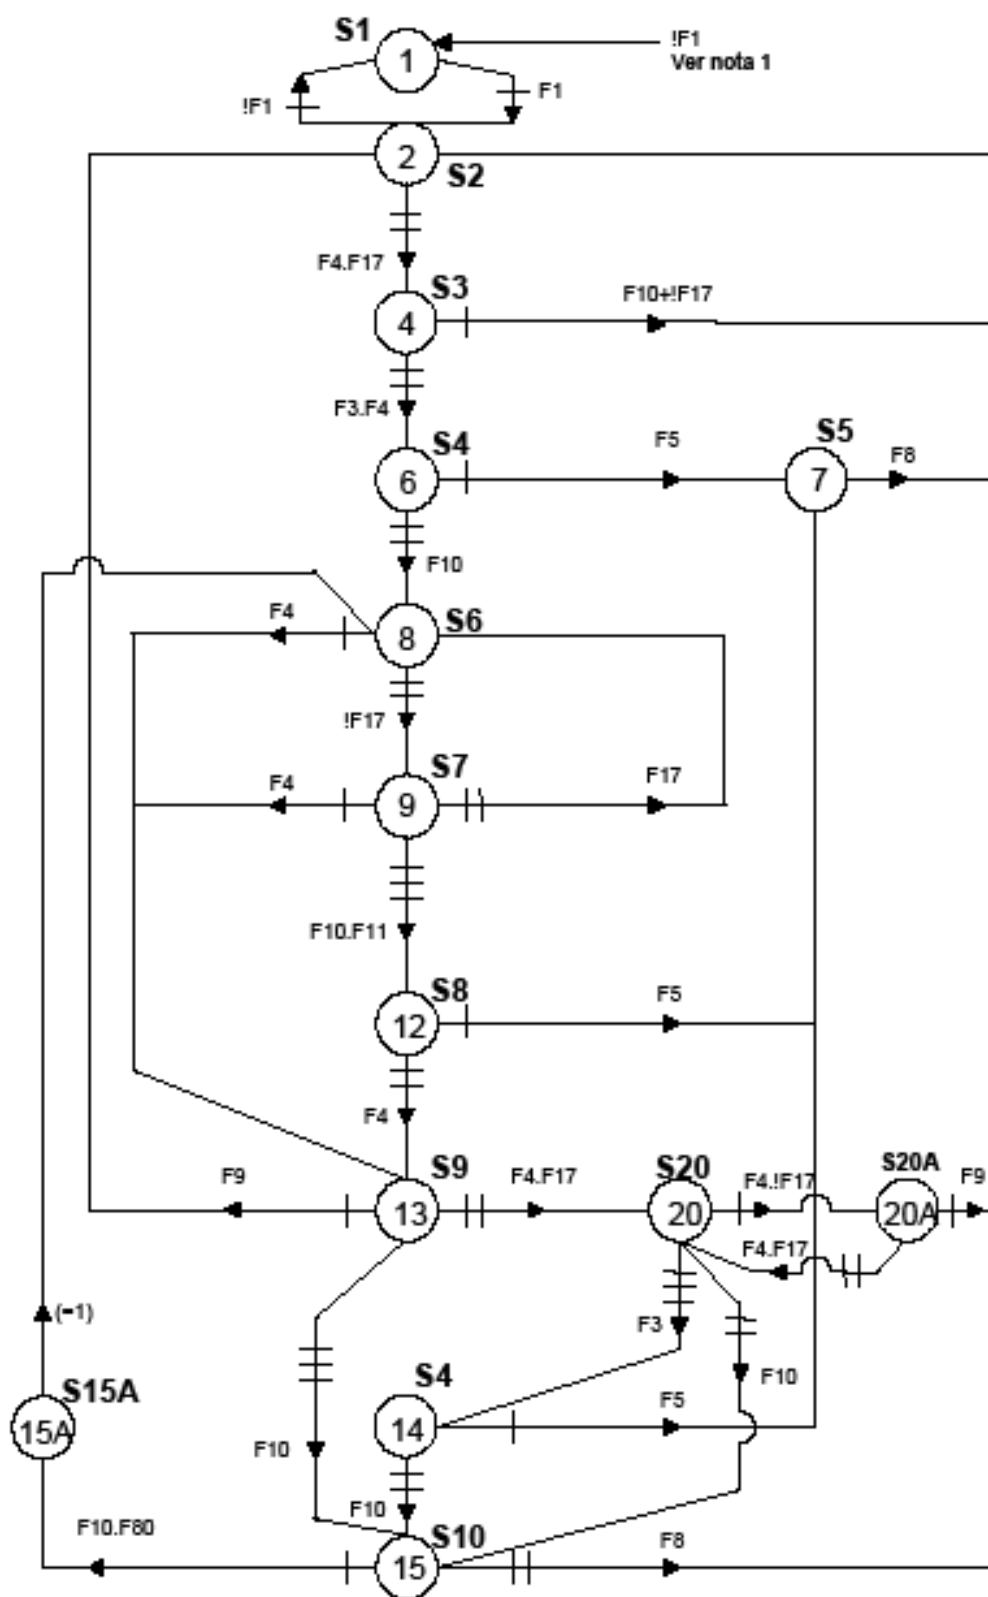 S1
1
!F1
Ver nota 1
!F1
F1
2
S2
F4.F17
S3
4
F10+!F17
F3.F4
S4
6
F5
S5
7
F8
F10
F4
8
S6
!F17
F4
S7
9
F17
F10.F11
S8
12
F5
F4
F9
S9
13
F4.F17
S20
20
F4.!F17
S20A
20A
F9
F4.F17
F3
(=1)
S15A
15A
S4
14
F5
F10
F10
F10
F10.F80
S10
15
F8